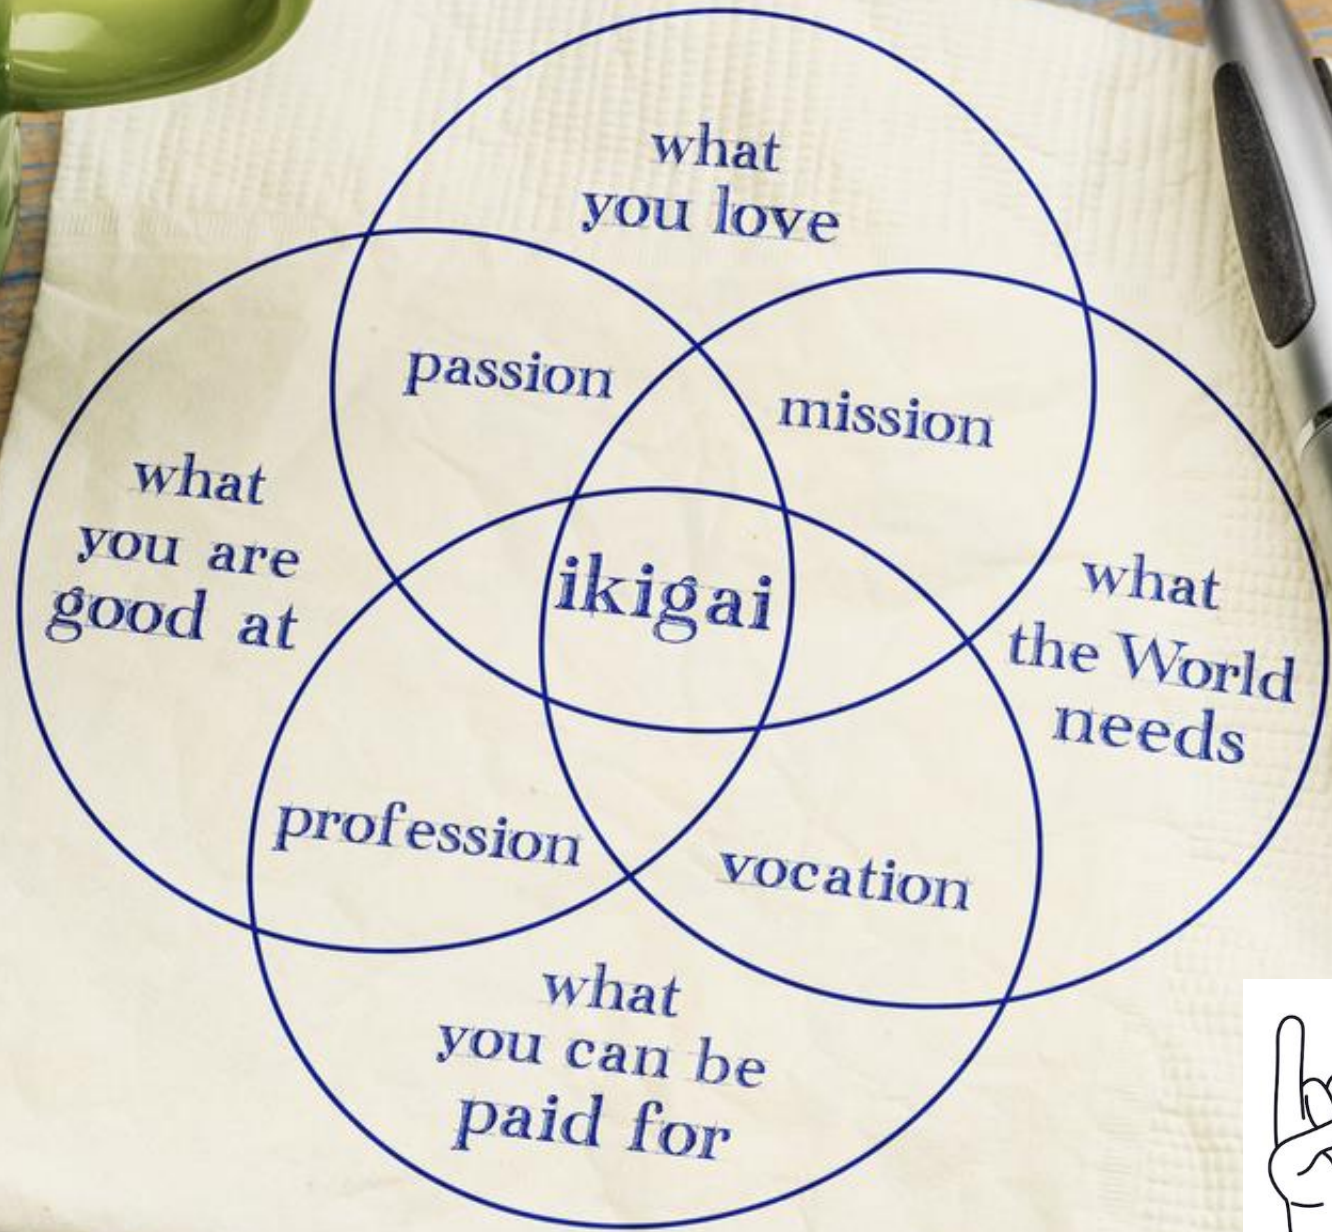 what
you love
passion
mission
what
you are
good at
ikigai
what
the World
needs
profession
vocation
what
you can be
paid for